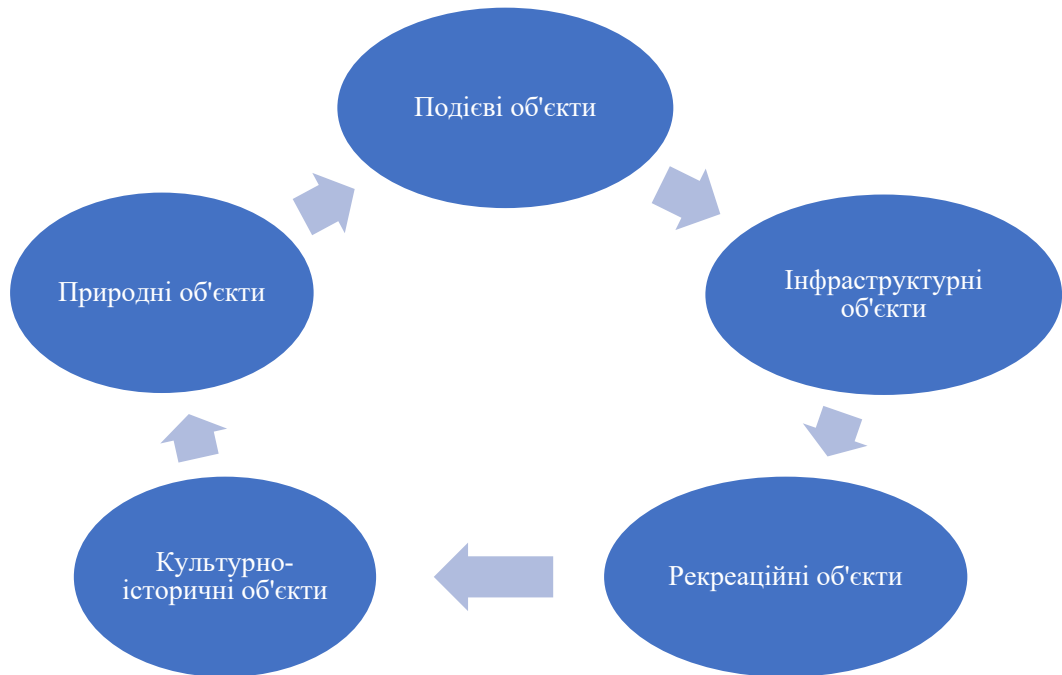 Подієві об'єкти
Інфраструктурні
об'єкти
Рекреаційні об'єкти
Культурно-
історичні об'єкти
Природні об'єкти